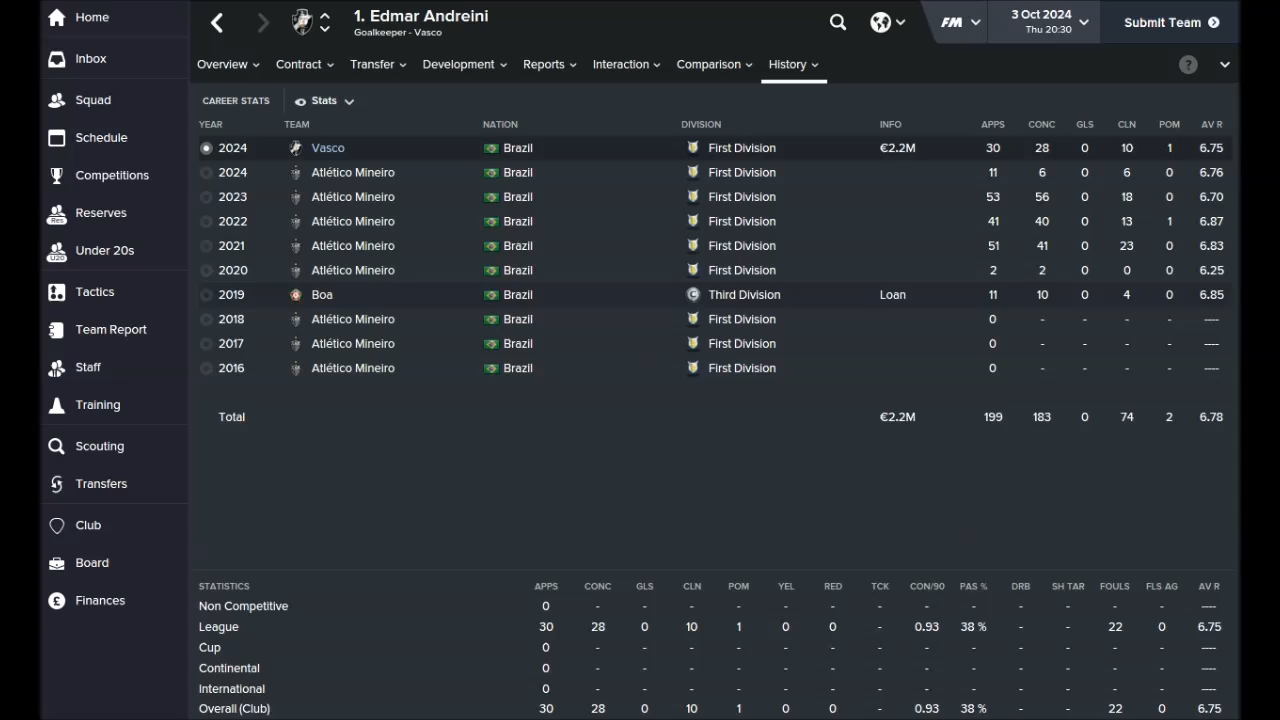 Home
Inbox
Squad
Schedule
Competitions
Reserves
Res
Under 20s
U20
Tactics
Team Report
Staff
Training
Scouting
Transfers
Club
Board
£ Finances
1. Edmar Andreini
Goalkeeper - Vasco
FM
3 Oct 2024
Thu 20:30
Submit Team
Overview Contract Transfer Development Reports Interaction Comparison History ?
CAREER STATS Stats
YEAR TEAM NATION DIVISION INFO APPS CONC GLS CLN POM AV R
2024 Vasco Brazil First Division €2.2M 30 28 0 10 1 6.75
2024 Atlético Mineiro Brazil First Division 11 6 0 6 0 6.76
2023 Atlético Mineiro Brazil First Division 53 56 0 18 0 6.70
2022 Atlético Mineiro Brazil First Division 41 40 0 13 1 6.87
2021 Atlético Mineiro Brazil First Division 51 41 0 23 0 6.83
2020 Atlético Mineiro Brazil First Division 2 2 0 0 0 6.25
2019 Boa Brazil C Third Division Loan 11 10 0 4 0 6.85
2018 Atlético Mineiro Brazil First Division 0 - - - - ----
2017 Atlético Mineiro Brazil First Division 0 - - - - ----
2016 Atlético Mineiro Brazil First Division 0 - - - - ----
Total €2.2M 199 183 0 74 2 6.78
STATISTICS APPS CONC GLS CLN POM YEL RED TCK CON/90 PAS % DRB SH TAR FOULS FLS AG AV R
Non Competitive 0 - - - - - - - - - - - - - ----
League 30 28 0 10 1 0 0 - 0.93 38 % - - 22 0 6.75
Cup 0 - - - - - - - - - - - - - ----
Continental 0 - - - - - - - - - - - - - ----
International 0 - - - - - - - - - - - - - ----
Overall (Club) 30 28 0 10 1 0 0 - 0.93 38 % - - 22 0 6.75